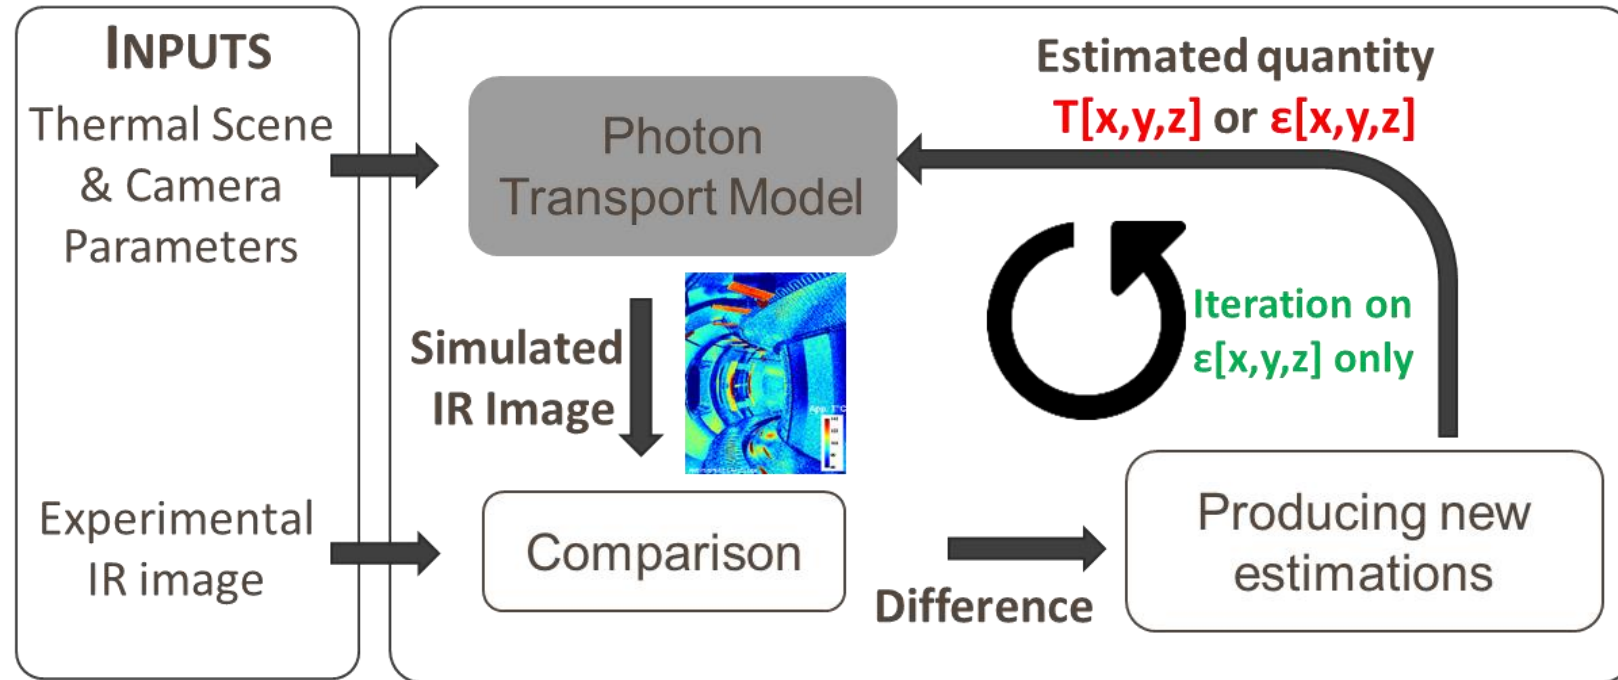 INPUTS
Thermal Scene
& Camera
Parameters
Experimental
IR image
Photon
Transport Model
Estimated quantity
T[x,y,z] or ε[x,y,z]
Simulated
IR Image
Iteration on
ε[x,y,z] only
Comparison
Difference
Producing new
estimations